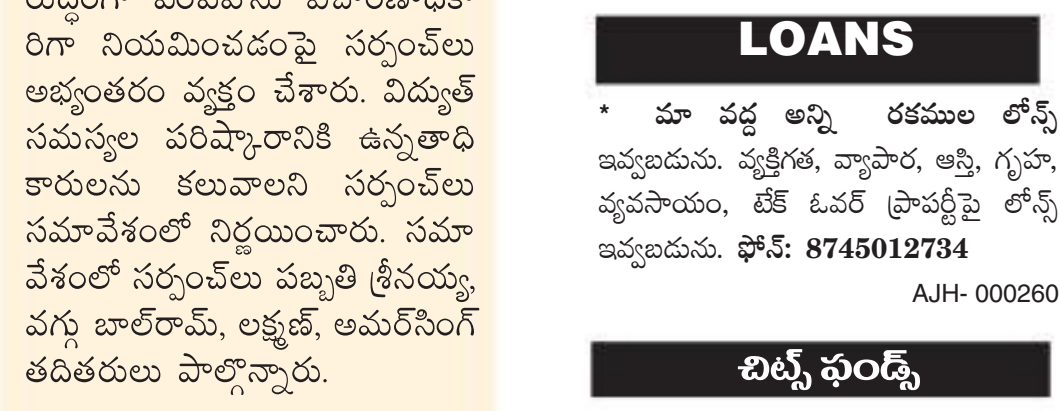 రిగా నియమించడంపై సర్పంచ్‌లు
అభ్యంతరం వ్యక్తం చేశారు. విద్యుత్
సమస్యల పరిష్కారానికి ఉన్నతాధి
కారులను కలువాలని సర్పంచ్‌లు
సమావేశంలో నిర్ణయించారు. సమా
వేశంలో సర్పంచ్‌లు పబ్బతి శ్రీనయ్య,
వగ్గు బాల్‌రామ్, లక్ష్మణ్, అమర్‌సింగ్
తదితరులు పాల్గొన్నారు.
LOANS
* మా వద్ద అన్ని రకముల లోన్స్
ఇవ్వబడును. వ్యక్తిగత, వ్యాపార, ఆస్తి, గృహ,
వ్యవసాయం, టేక్ ఓవర్ ప్రాపర్టీపై లోన్స్
ఇవ్వబడును. ఫోన్: 8745012734
AJH- 000260
చిట్స్ ఫండ్స్